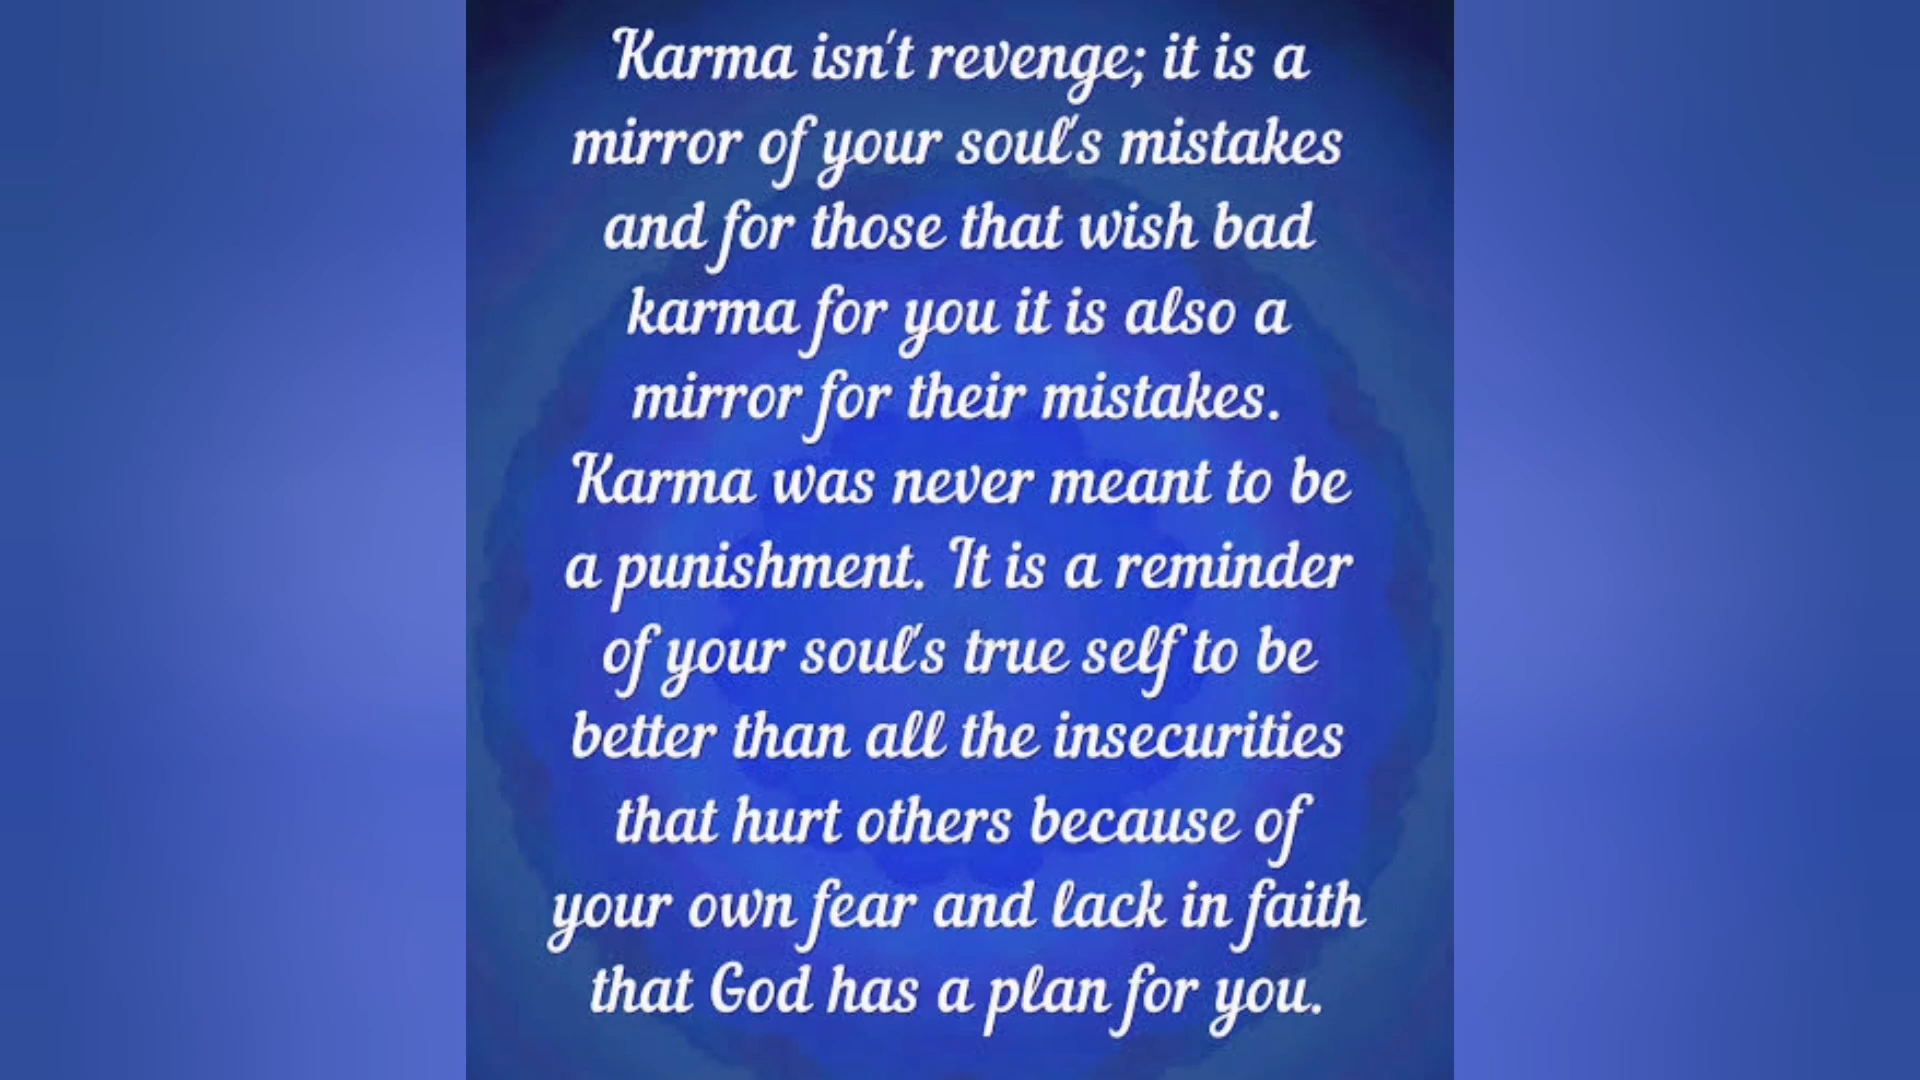 Karma isn't revenge; it is a
mirror of your soul's mistakes
and for those that wish bad
karma for you it is also a
mirror for their mistakes.
Karma was never meant to be
a punishment. It is a reminder
of your soul's true self to be
better than all the insecurities
that hurt others because of
your own fear and lack in faith
that God has a plan for you.